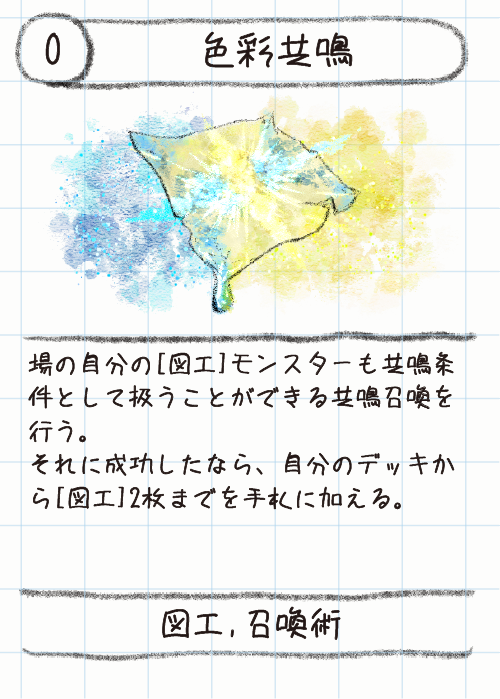 0
色彩共鳴
場の自分の[図工]モンスターも共鳴条
件として扱うことができる共鳴召喚を
行う。
それに成功したなら、自分のデッキか
ら[図工]2枚までを手札に加える。
図工,召喚術